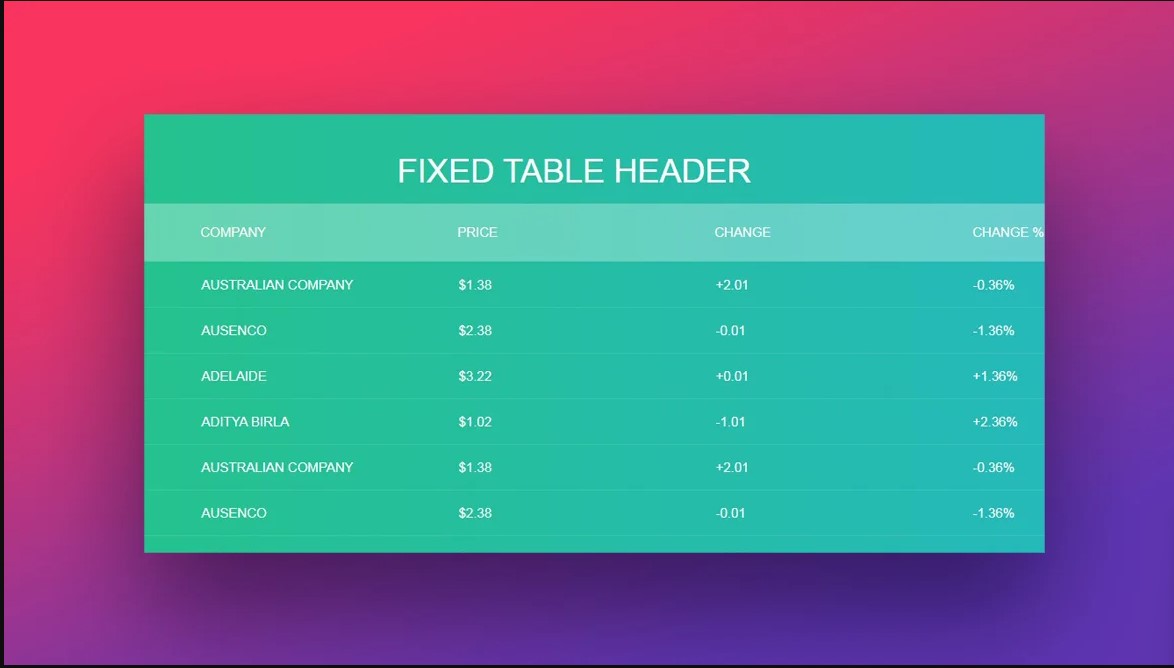 FIXED TABLE HEADER
COMPANY PRICE CHANGE CHANGE %
AUSTRALIAN COMPANY $1.38 +2.01 -0.36%
AUSENCO $2.38 -0.01 -1.36%
ADELAIDE $3.22 +0.01 +1.36%
ADITYA BIRLA $1.02 -1.01 +2.36%
AUSTRALIAN COMPANY $1.38 +2.01 -0.36%
AUSENCO $2.38 -0.01 -1.36%